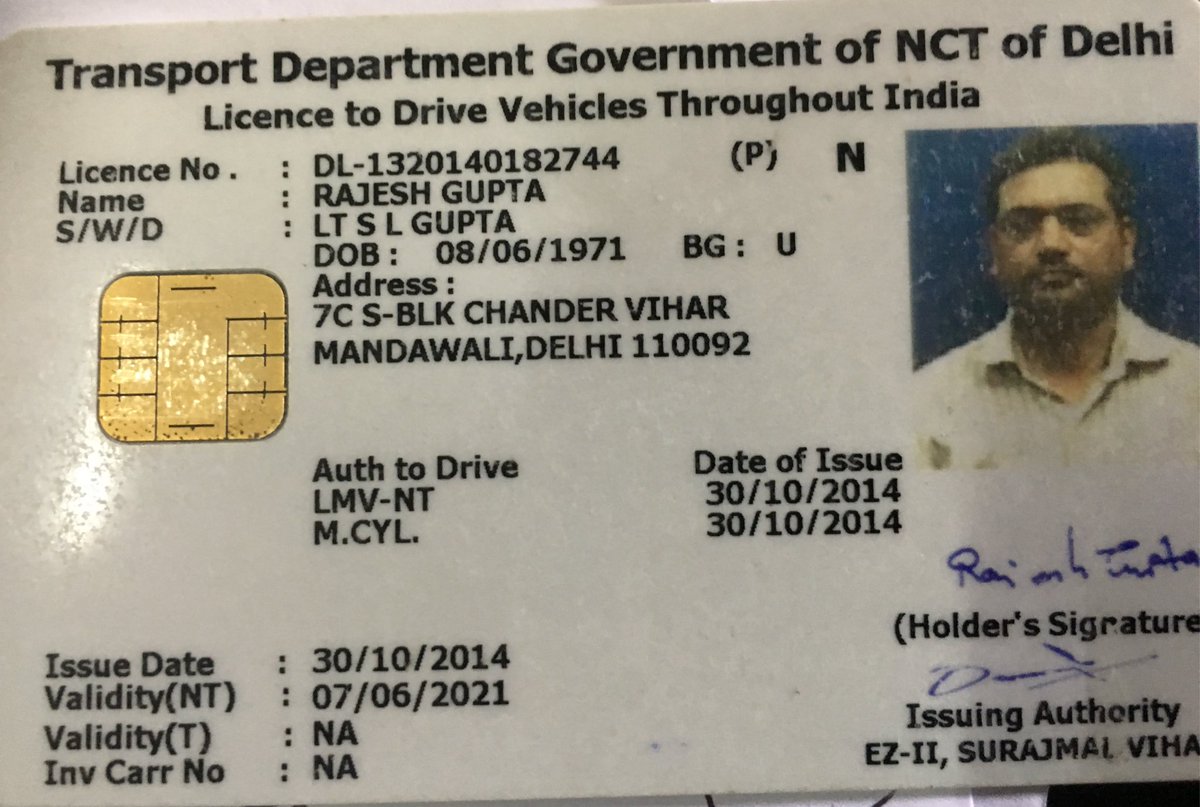 Transport Department Government of NCT of Delhi
Licence to Drive Vehicles Throughout India
Licence No . : DL-1320140182744 (P) N
Name : RAJESH GUPTA
S/W/D : LT S L GUPTA
DOB : 08/06/1971 BG : U
Address :
7C S-BLK CHANDER VIHAR
MANDAWALI,DELHI 110092
Auth to Drive Date of Issue
LMV-NT 30/10/2014
M.CYL. 30/10/2014
Rajesh Gupta
(Holder's Signature
Issue Date : 30/10/2014
Validity(NT) : 07/06/2021
Validity(T) : NA
Inv Carr No : NA
Issuing Authority
EZ-II, SURAJMAL VIHA